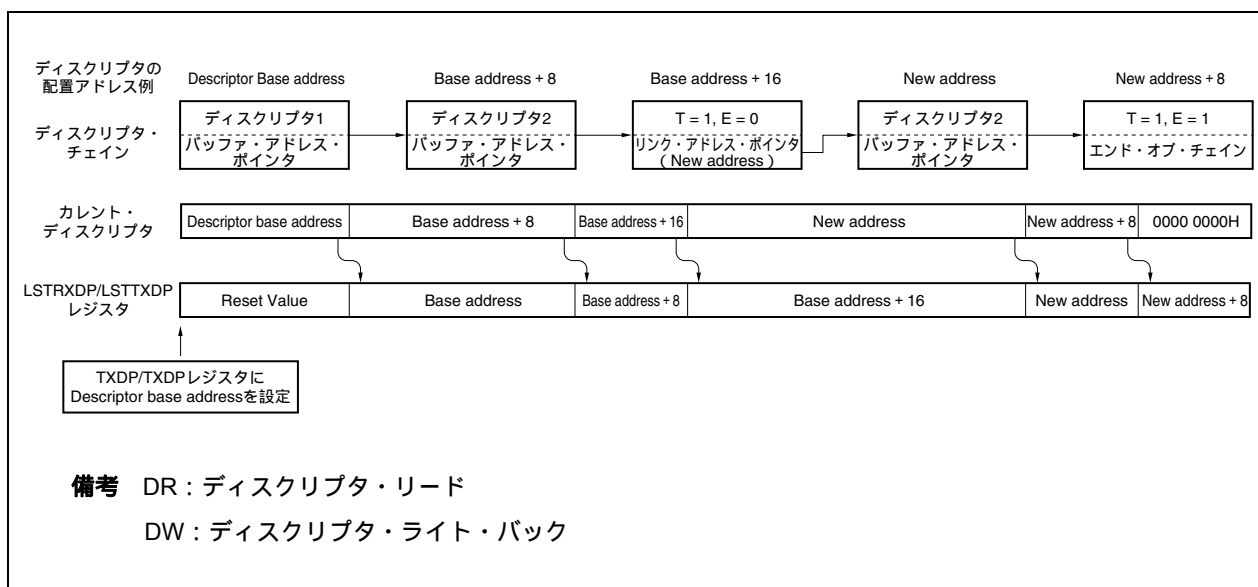 ディスクリプタの
配置アドレス例
Descriptor Base address
Base address + 8
Base address + 16
New address
New address + 8
ディスクリプタ・
チェイン
ディスクリプタ1
バッファ・アドレス・
ポインタ
ディスクリプタ2
バッファ・アドレス・
ポインタ
T = 1, E = 0
リンク・アドレス・ポインタ
（New address）
ディスクリプタ2
バッファ・アドレス・
ポインタ
T = 1, E = 1
エンド・オブ・チェイン
カレント・
ディスクリプタ
Descriptor base address
Base address + 8
Base address + 16
New address
New address + 8
0000 0000H
LSTRXDP/LSTTXDP
レジスタ
Reset Value
Base address
Base address + 8
Base address + 16
New address
New address + 8
TXDP/TXDPレジスタに
Descriptor base addressを設定
備考 DR：ディスクリプタ・リード
DW：ディスクリプタ・ライト・バック